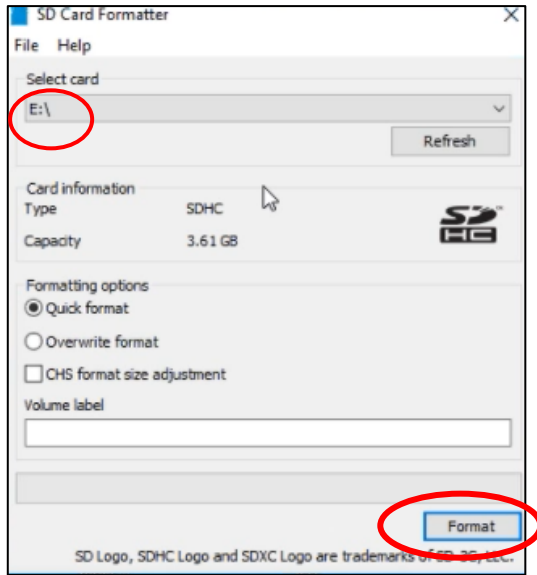 SD Card Formatter
File Help
Select card
E:\
Refresh
Card information
Type SDHC
Capacity 3.61 GB
SD HC
Formatting options
Quick format
Overwrite format
CHS format size adjustment
Volume label
Format
SD Logo, SDHC Logo and SDXC Logo are trademarks of SD-3C, LLC.